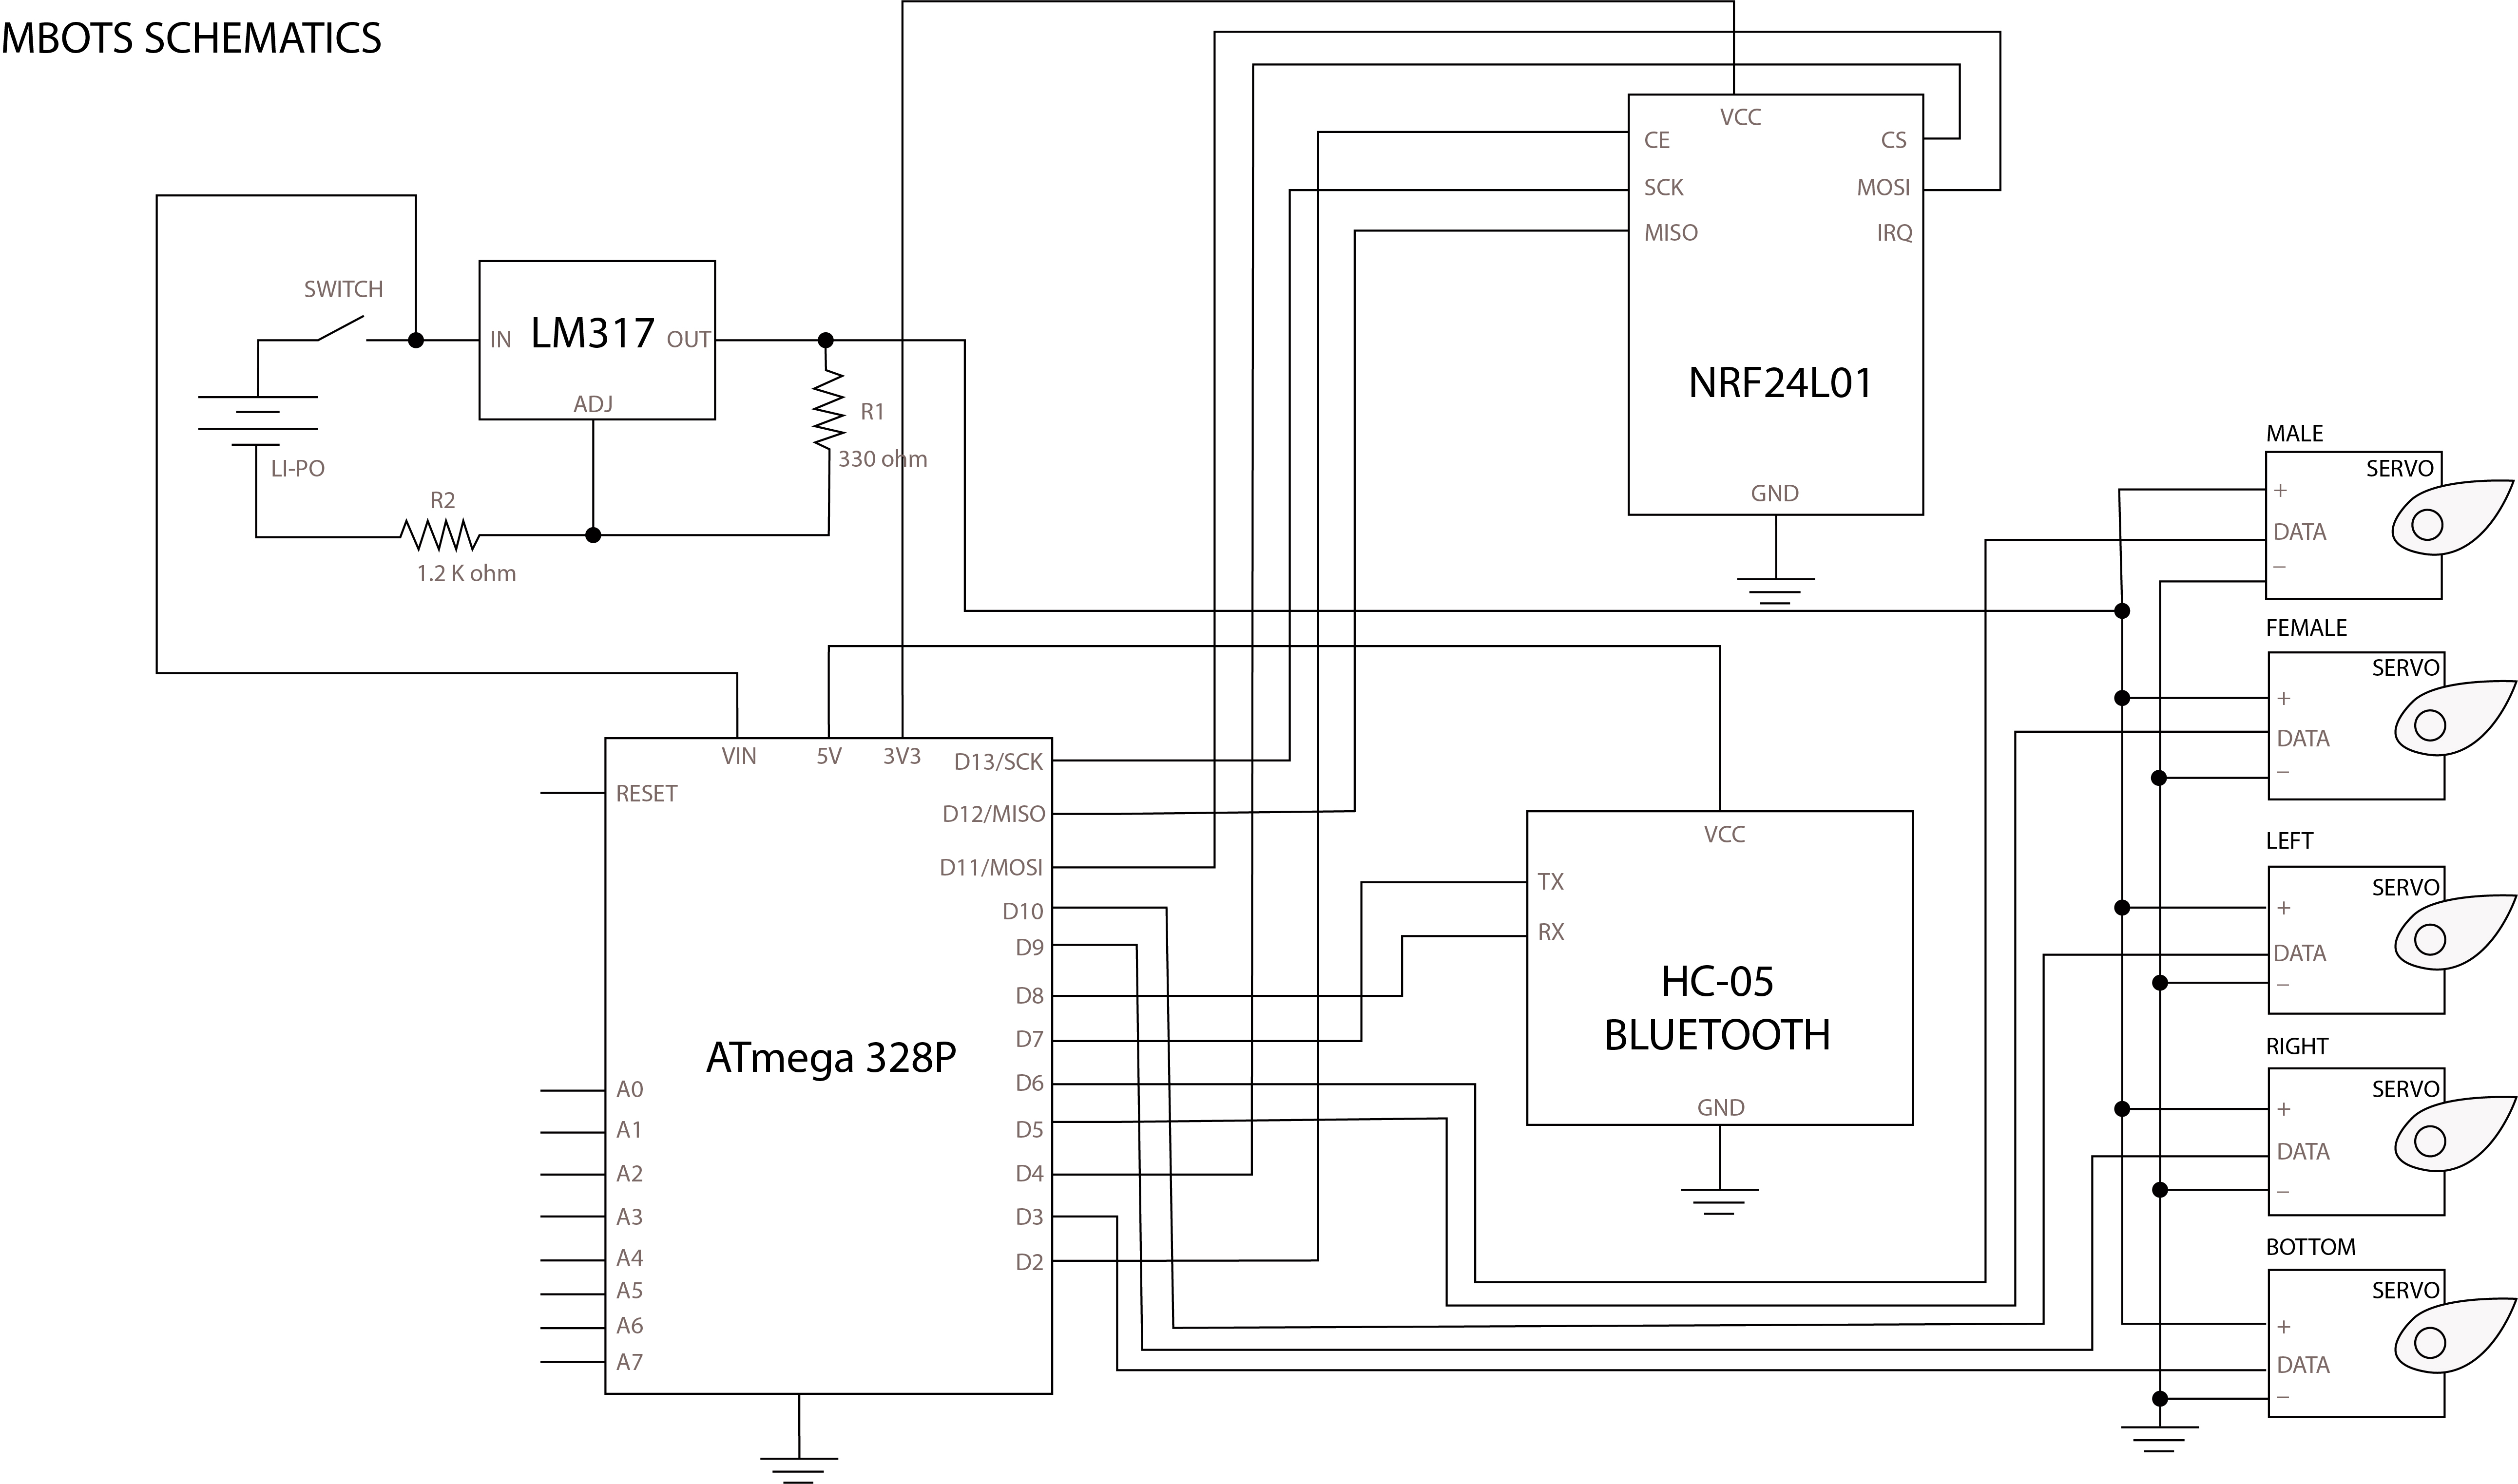 MBOTS SCHEMATICS
SWITCH
IN
LM317
OUT
ADJ
LI-PO
R1
330 ohm
R2
1.2 K ohm
VCC
CE
CS
SCK
MOSI
MISO
IRQ
NRF24L01
GND
VIN
5V
3V3
RESET
D13/SCK
D12/MISO
D11/MOSI
D10
D9
D8
D7
D6
D5
D4
D3
D2
ATmega 328P
A0
A1
A2
A3
A4
A5
A6
A7
VCC
TX
RX
HC-05
BLUETOOTH
GND
MALE
SERVO
+
DATA
–
FEMALE
SERVO
+
DATA
–
LEFT
SERVO
+
DATA
–
RIGHT
SERVO
+
DATA
–
BOTTOM
SERVO
+
DATA
–